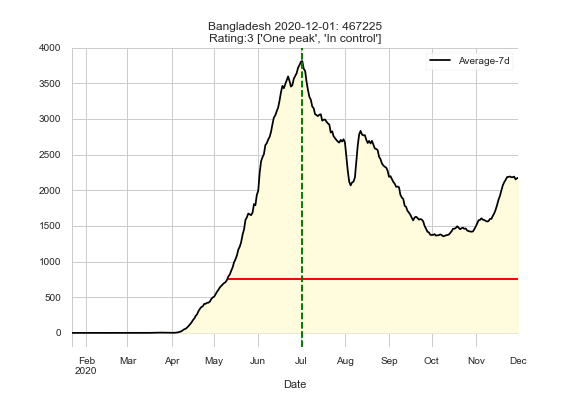 Bangladesh 2020-12-01: 467225
Rating:3 ['One peak', 'In control']
Average-7d
4000
3500
3000
2500
2000
1500
1000
500
0
Feb Mar Apr May Jun Jul Aug Sep Oct Nov Dec
2020
Date